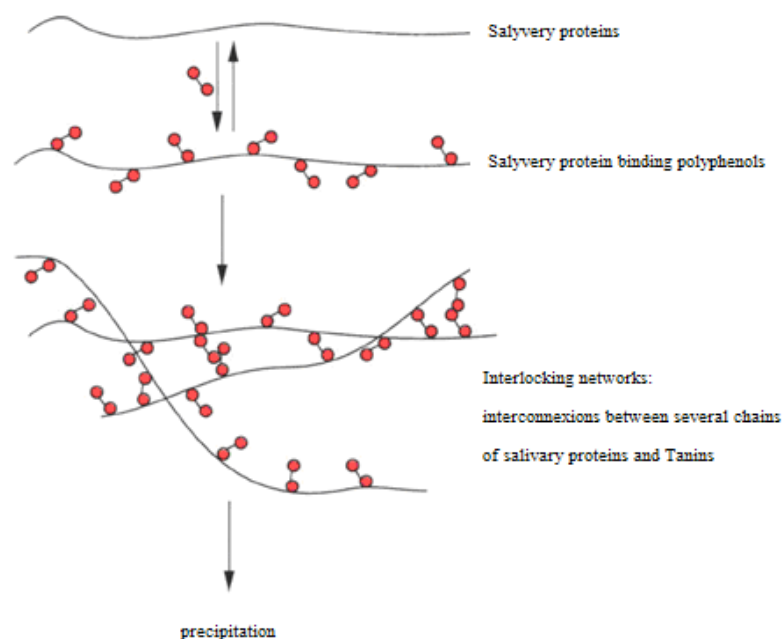 Salyvery proteins
Salyvery protein binding polyphenols
Interlocking networks:
interconnexions between several chains
of salivary proteins and Tanins
precipitation